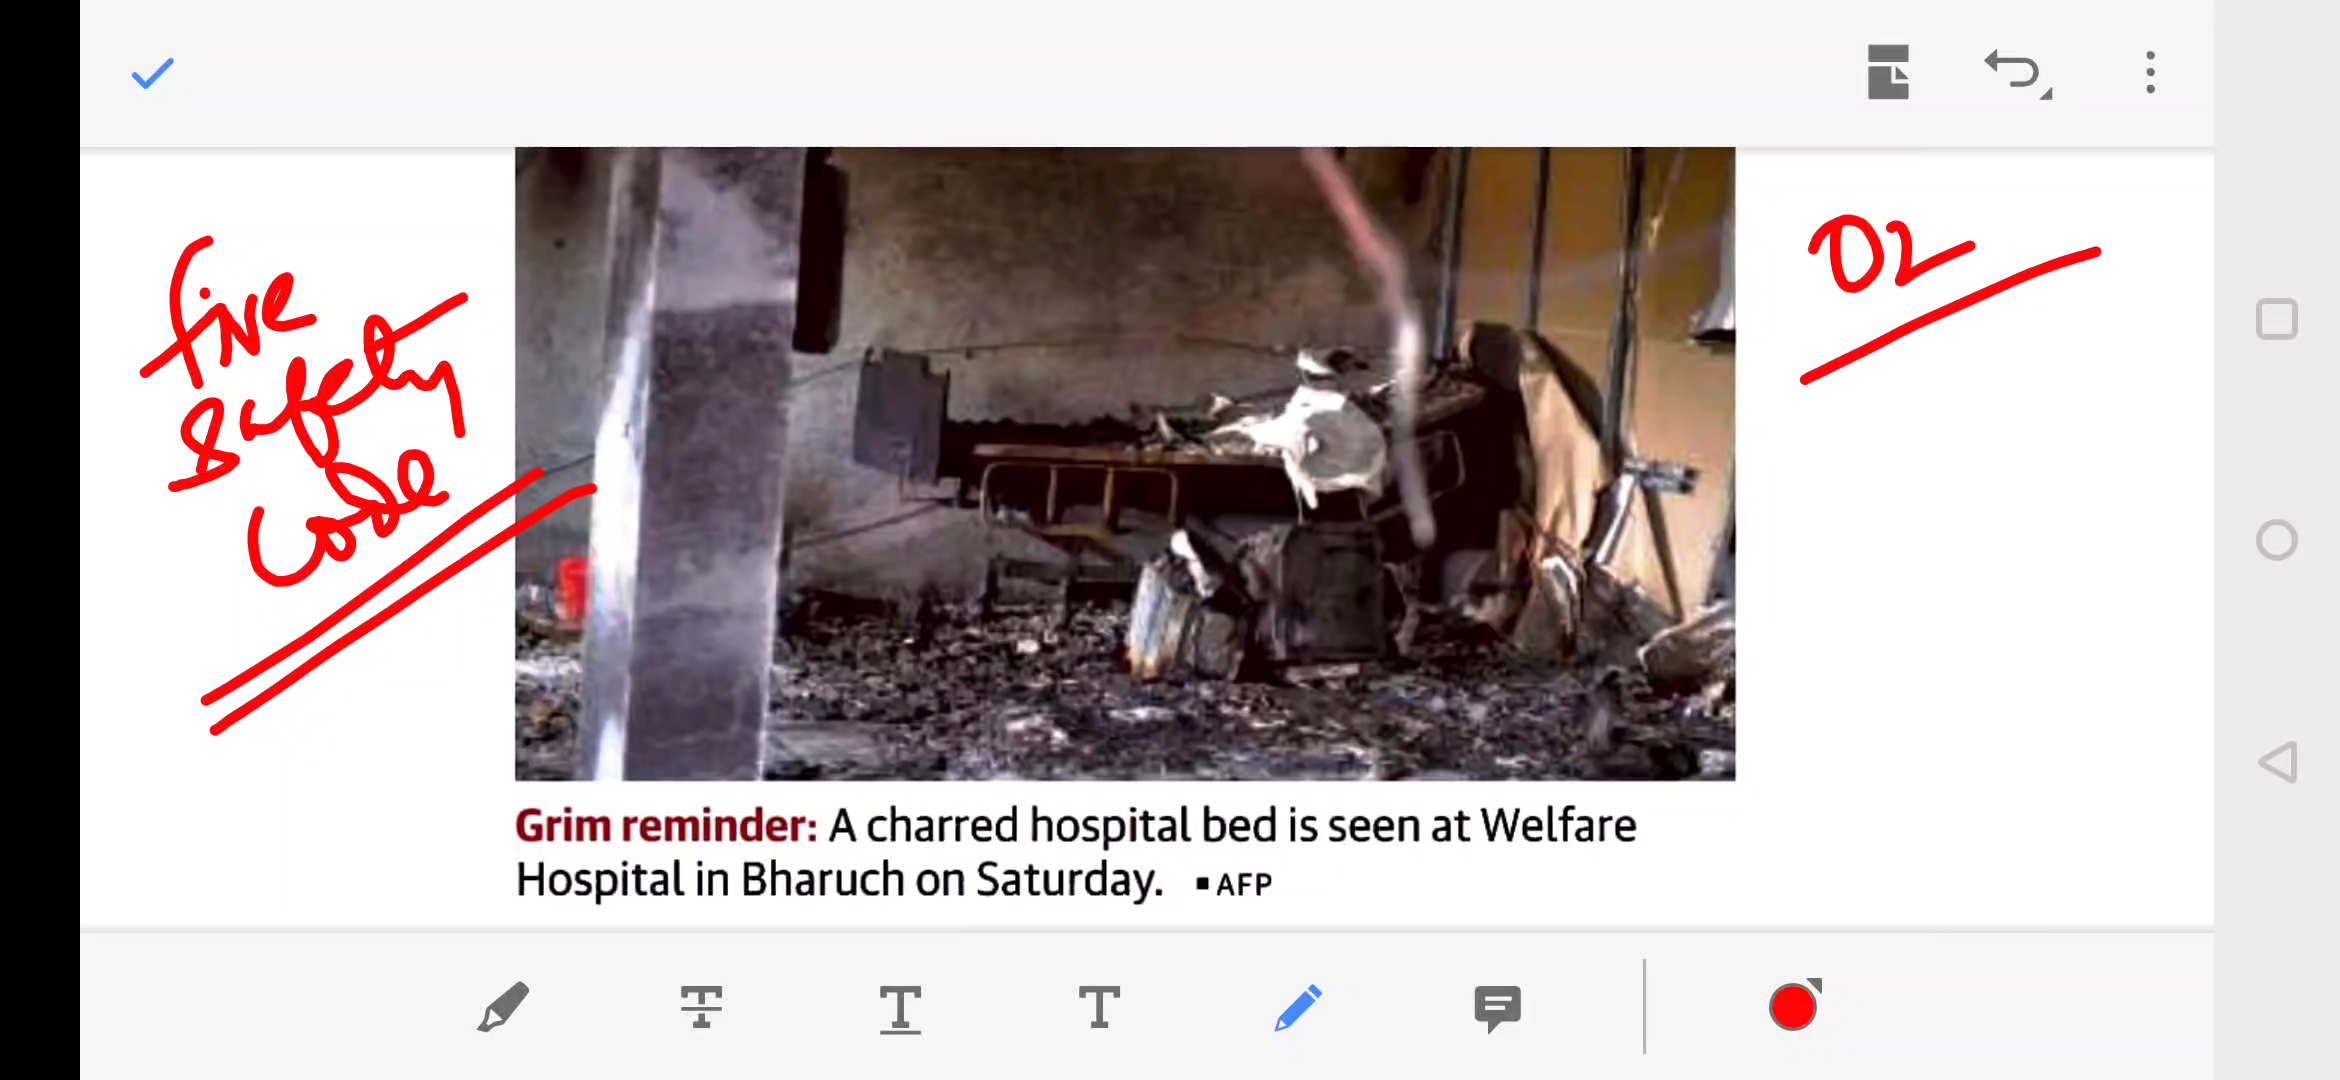 fire
safety
code
O2
Grim reminder: A charred hospital bed is seen at Welfare
Hospital in Bharuch on Saturday. ▪ AFP